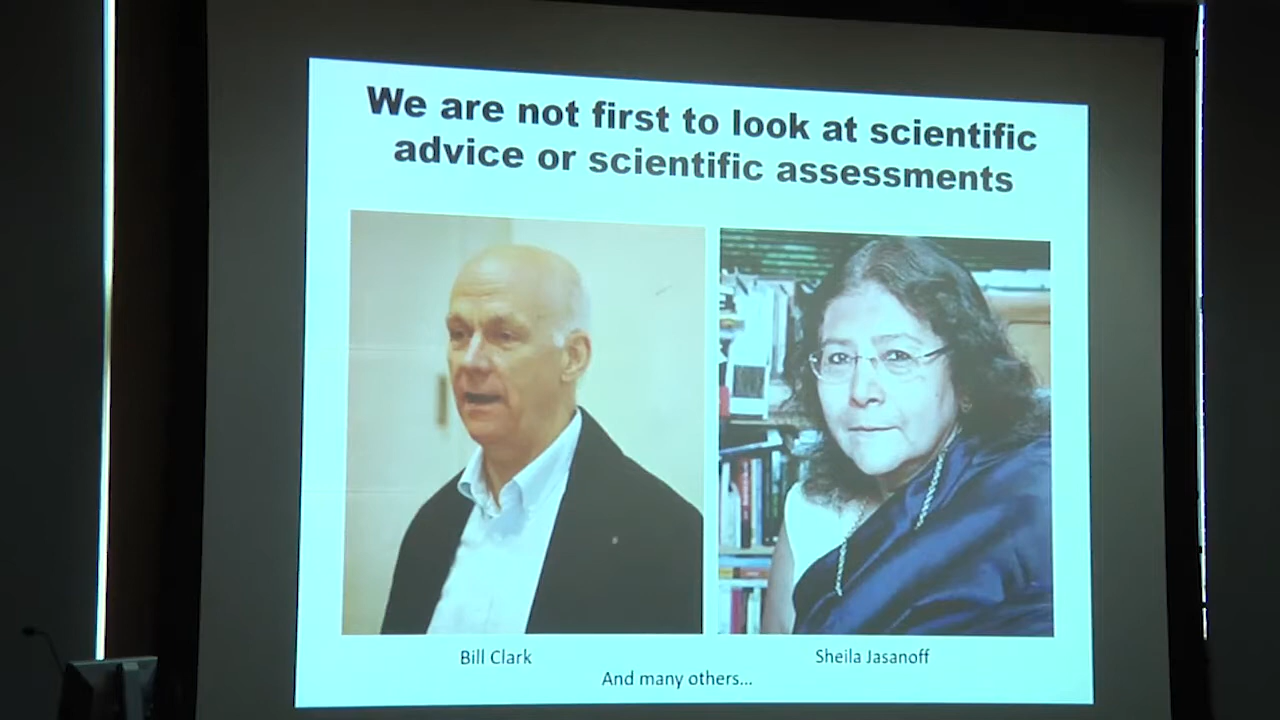 We are not first to look at scientific
advice or scientific assessments
Bill Clark
Sheila Jasanoff
And many others...